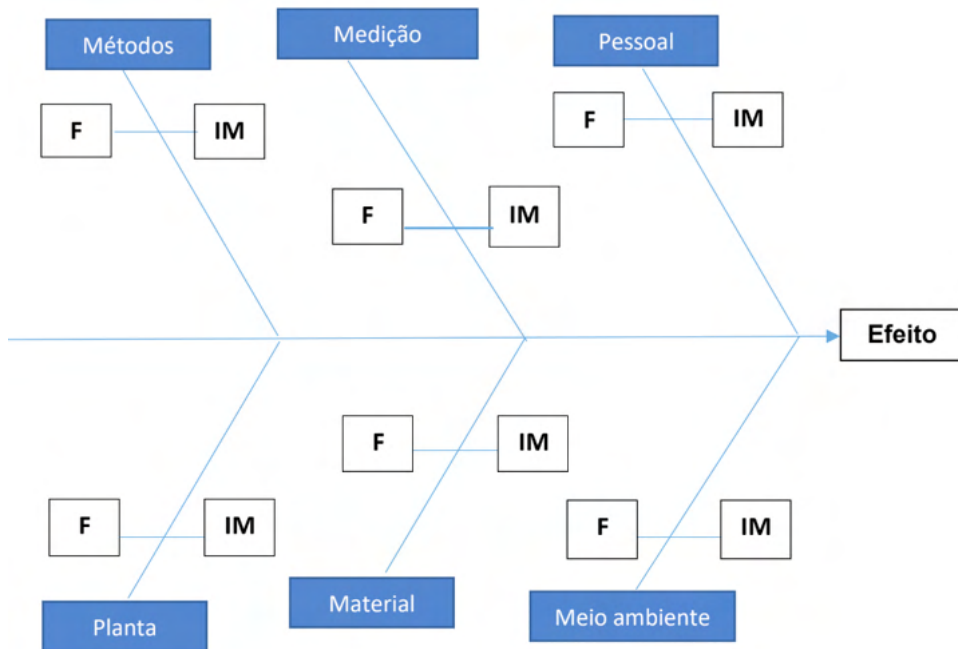 Métodos
Medição
Pessoal
F
IM
F
IM
F
IM
Efeito
F
IM
F
IM
F
IM
Planta
Material
Meio ambiente